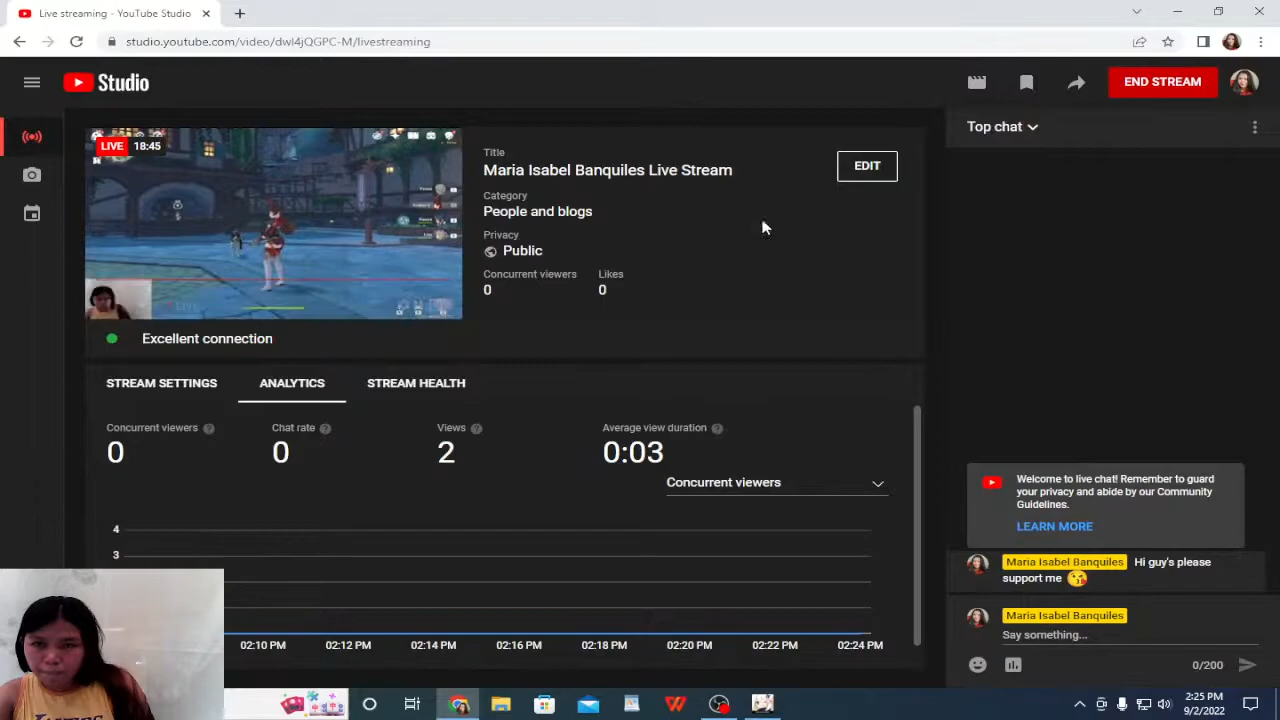 Live streaming - YouTube Studio
studio.youtube.com/video/dwl4jQGPC-M/livestreaming
Studio
END STREAM
LIVE 18:45
Title
Maria Isabel Banquiles Live Stream
EDIT
Category
People and blogs
Privacy
Public
Concurrent viewers Likes
0 0
Excellent connection
STREAM SETTINGS ANALYTICS STREAM HEALTH
Concurrent viewers Chat rate Views Average view duration
0 0 2 0:03
Concurrent viewers
4
3
02:10 PM 02:12 PM 02:14 PM 02:16 PM 02:18 PM 02:20 PM 02:22 PM 02:24 PM
Top chat
Welcome to live chat! Remember to guard
your privacy and abide by our Community
Guidelines.
LEARN MORE
Maria Isabel Banquiles Hi guy's please
support me 😘
Maria Isabel Banquiles
Say something...
0/200
2:25 PM
9/2/2022